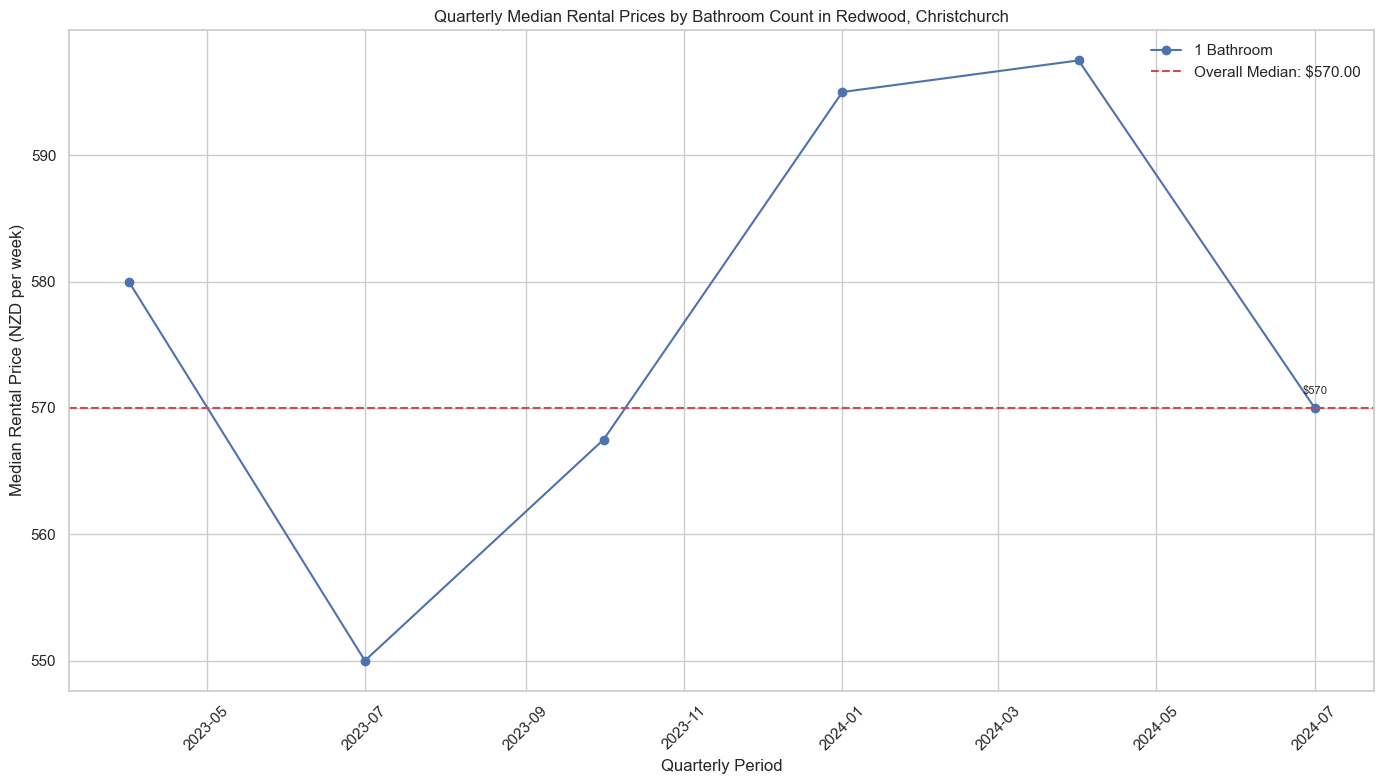 Quarterly Median Rental Prices by Bathroom Count in Redwood, Christchurch
1 Bathroom
Overall Median: $570.00
Median Rental Price (NZD per week)
590
580
570
560
550
$570
2023-05
2023-07
2023-09
2023-11
2024-01
2024-03
2024-05
2024-07
Quarterly Period